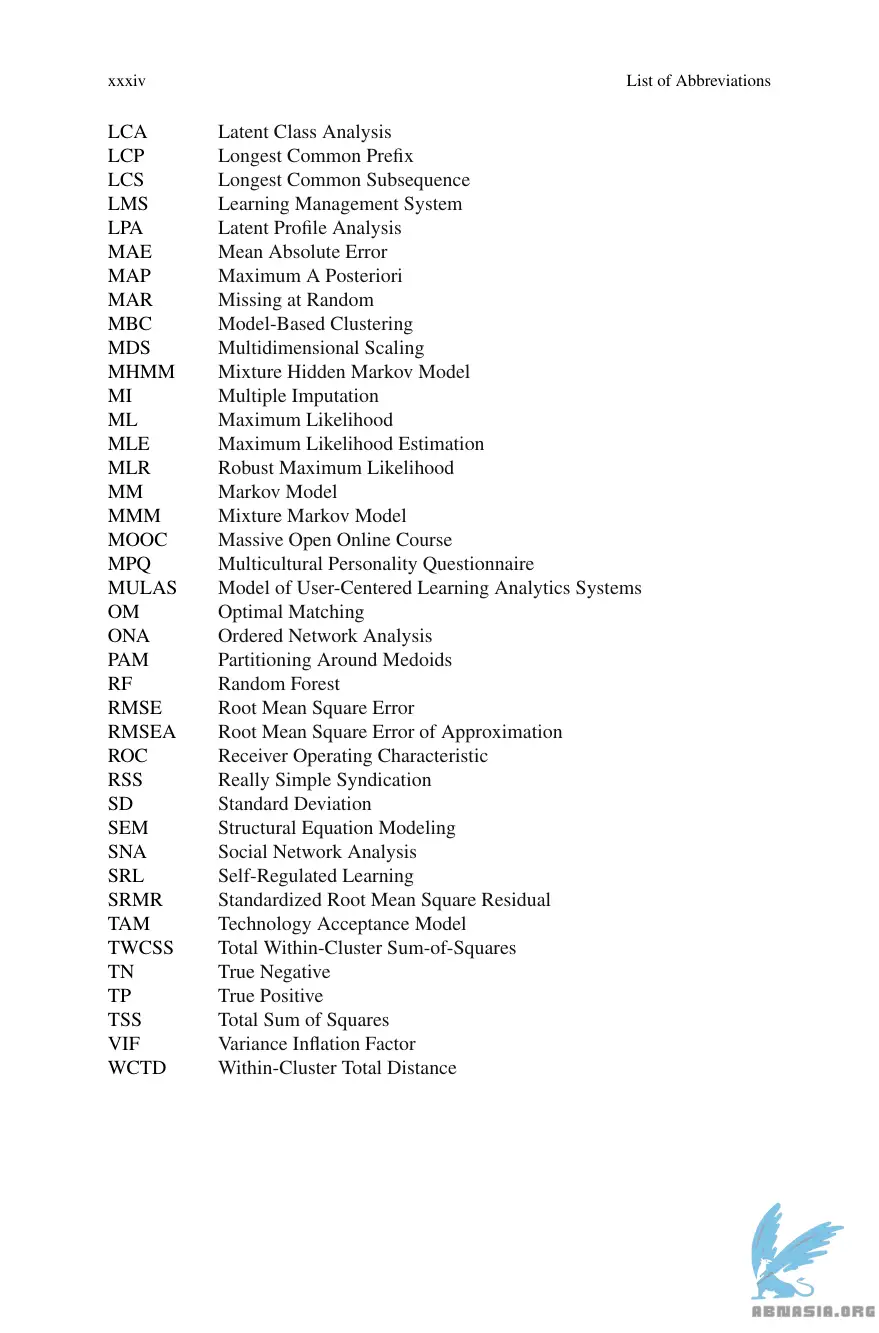 xxxiv List of Abbreviations
LCA Latent Class Analysis
LCP Longest Common Prefix
LCS Longest Common Subsequence
LMS Learning Management System
LPA Latent Profile Analysis
MAE Mean Absolute Error
MAP Maximum A Posteriori
MAR Missing at Random
MBC Model-Based Clustering
MDS Multidimensional Scaling
MHMM Mixture Hidden Markov Model
MI Multiple Imputation
ML Maximum Likelihood
MLE Maximum Likelihood Estimation
MLR Robust Maximum Likelihood
MM Markov Model
MMM Mixture Markov Model
MOOC Massive Open Online Course
MPQ Multicultural Personality Questionnaire
MULAS Model of User-Centered Learning Analytics Systems
OM Optimal Matching
ONA Ordered Network Analysis
PAM Partitioning Around Medoids
RF Random Forest
RMSE Root Mean Square Error
RMSEA Root Mean Square Error of Approximation
ROC Receiver Operating Characteristic
RSS Really Simple Syndication
SD Standard Deviation
SEM Structural Equation Modeling
SNA Social Network Analysis
SRL Self-Regulated Learning
SRMR Standardized Root Mean Square Residual
TAM Technology Acceptance Model
TWCSS Total Within-Cluster Sum-of-Squares
TN True Negative
TP True Positive
TSS Total Sum of Squares
VIF Variance Inflation Factor
WCTD Within-Cluster Total Distance
ABNASIA.ORG